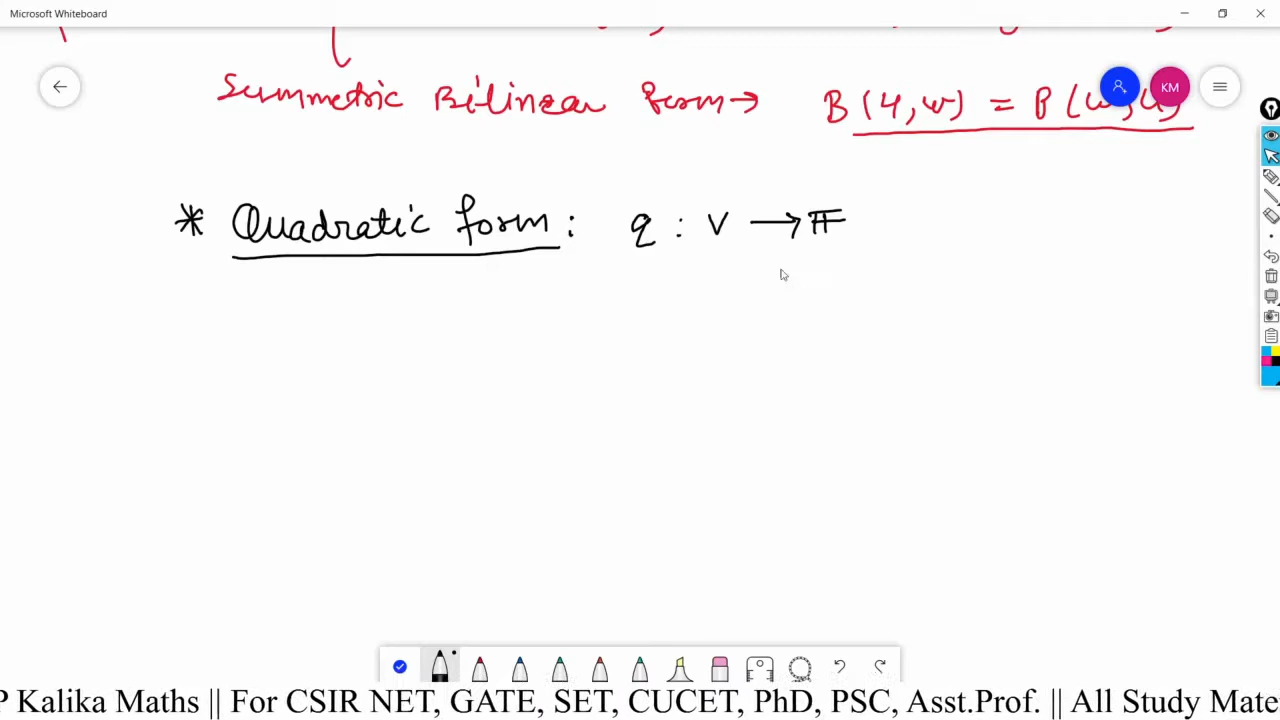 Microsoft Whiteboard
Symmetric Bilinear form → B(u,w) = B(w,u)
KM
* Quadratic form : q : V → 𝔽
P Kalika Maths || For CSIR NET, GATE, SET, CUCET, PhD, PSC, Asst.Prof. || All Study Mate